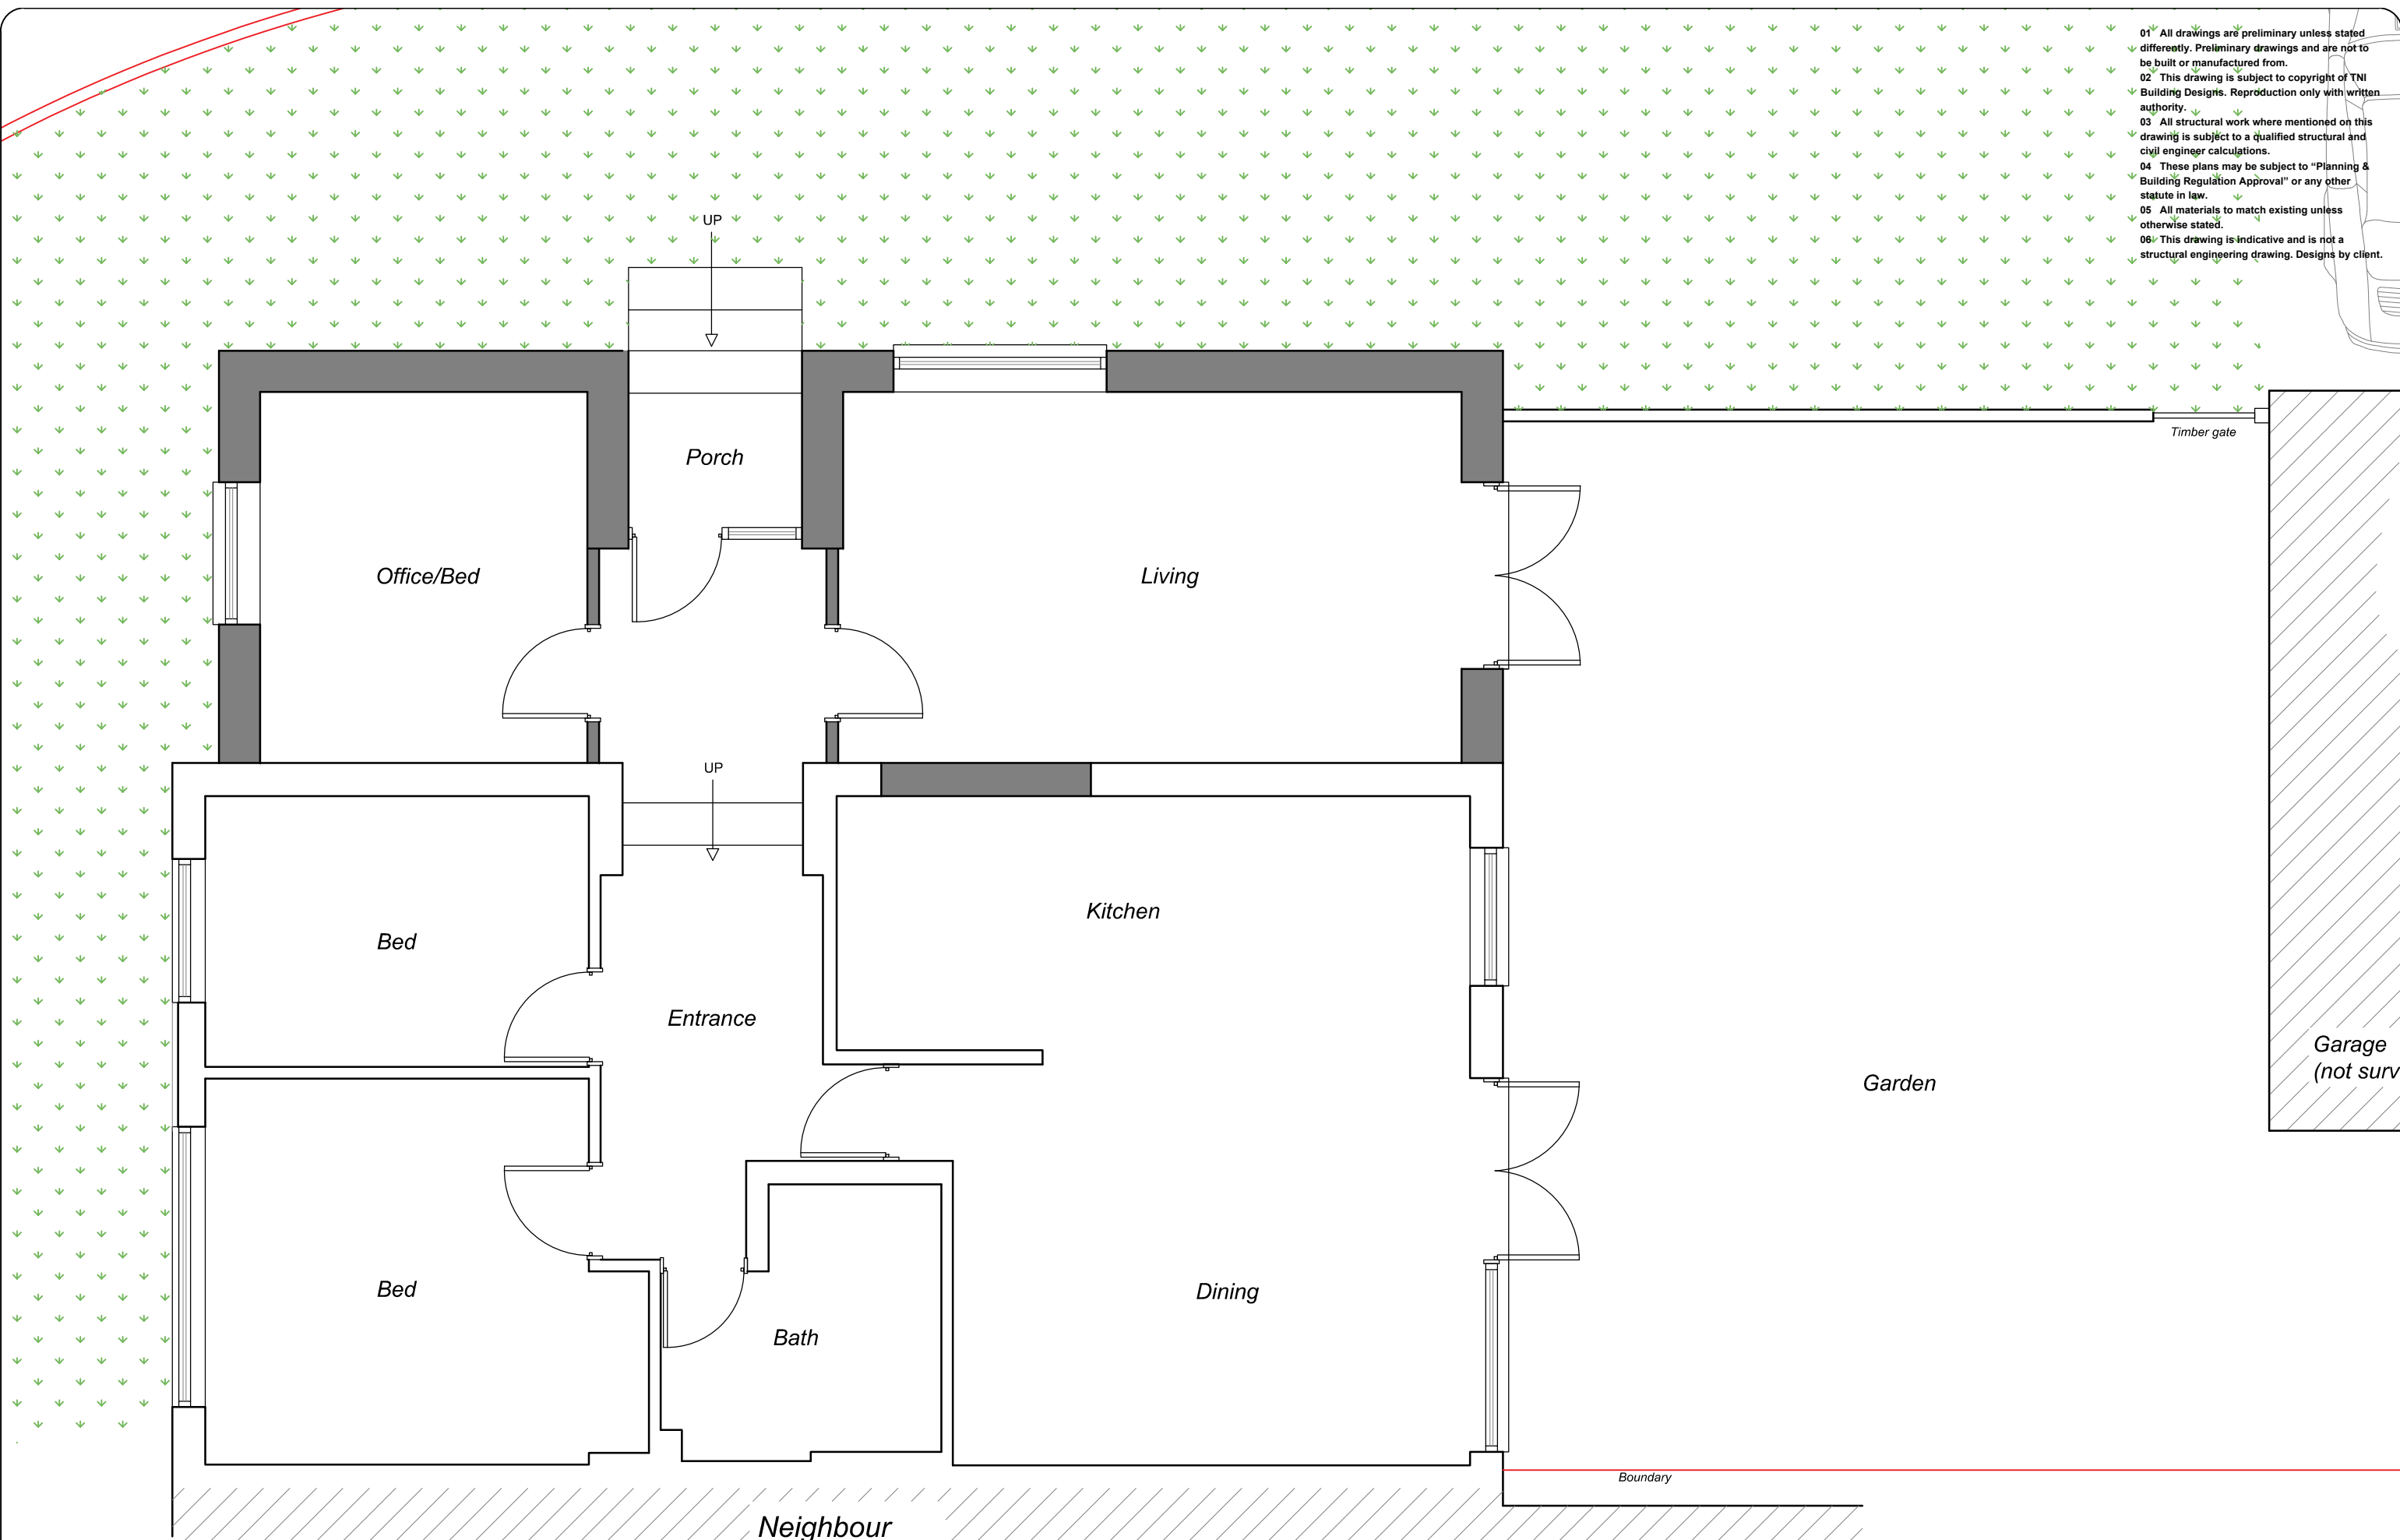 01 All drawings are preliminary unless stated
differently. Preliminary drawings and are not to
be built or manufactured from.
02 This drawing is subject to copyright of TNI
Building Designs. Reproduction only with written
authority.
03 All structural work where mentioned on this
drawing is subject to a qualified structural and
civil engineer calculations.
04 These plans may be subject to “Planning &
Building Regulation Approval” or any other
statute in law.
05 All materials to match existing unless
otherwise stated.
06 This drawing is indicative and is not a
structural engineering drawing. Designs by client.
UP
Timber gate
Porch
Office/Bed
Living
UP
Kitchen
Bed
Entrance
Garage
(not surv
Garden
Bed
Dining
Bath
Boundary
Neighbour